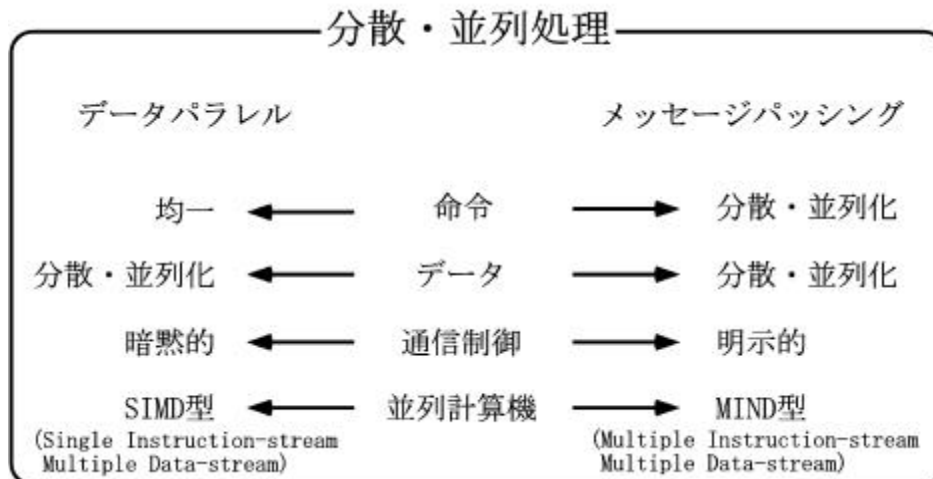 分散・並列処理
データパラレル メッセージパッシング
均一 命令 分散・並列化
分散・並列化 データ 分散・並列化
暗黙的 通信制御 明示的
SIMD型 並列計算機 MIND型
(Single Instruction-stream (Multiple Instruction-stream
Multiple Data-stream) Multiple Data-stream)